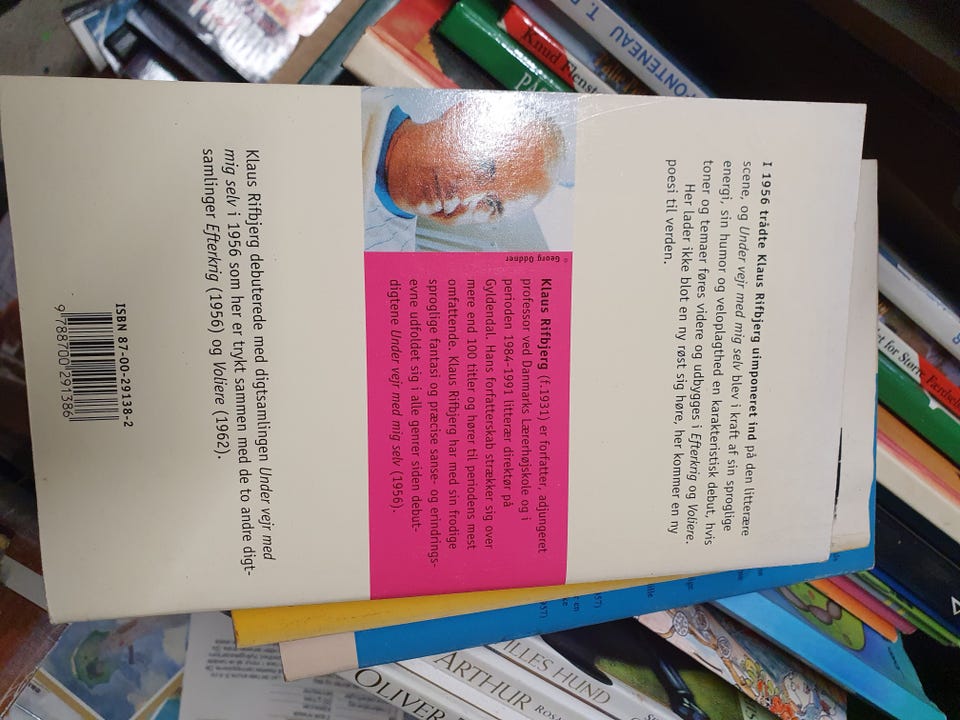 I 1956 trådte Klaus Rifbjerg uimponeret ind på den litterære
scene, og Under vejr med mig selv blev i kraft af sin sproglige
energi, sin humor og veloplagthed en karakteristisk debut, hvis
toner og temaer føres videre og udbygges i Efterkrig og Voliere.
Her lader ikke blot en ny røst sig høre, her kommer en ny
poesi til verden.
© Georg Oddner
Klaus Rifbjerg (f.1931) er forfatter, adjungeret
professor ved Danmarks Lærerhøjskole og i
perioden 1984-1991 litterær direktør på
Gyldendal. Hans forfatterskab strækker sig over
mere end 100 titler og hører til periodens mest
omfattende. Klaus Rifbjerg har med sin frodige
sproglige fantasi og præcise sanse- og erindrings-
evne udfoldet sig i alle genrer siden debut-
digtene Under vejr med mig selv (1956).
Klaus Rifbjerg debuterede med digtsamlingen Under vejr med
mig selv i 1956 som her er trykt sammen med de to andre digt-
samlinger Efterkrig (1956) og Voliere (1962).
ISBN 87-00-29138-2
9 788700 291386
T.
FONTENEAU
Knud
for Større
ILLES HUND
ARTHUR
OLIVER